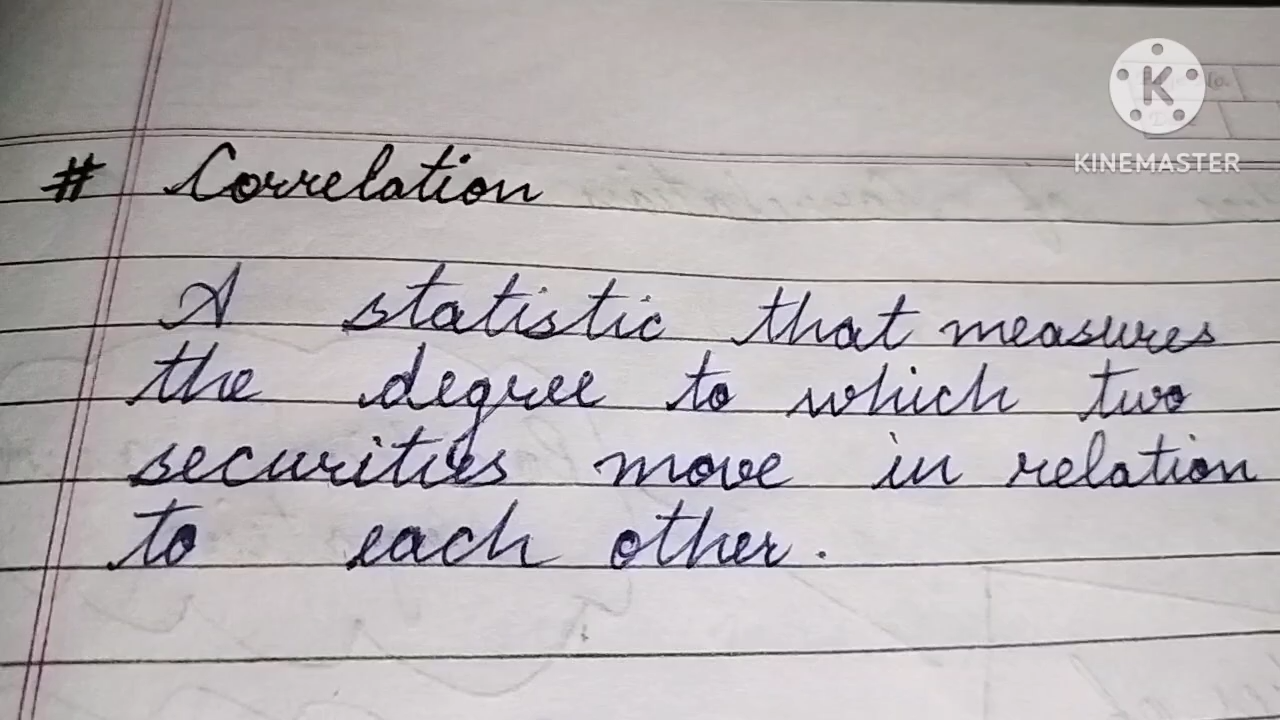 KINEMASTER
# Correlation
A statistic that measures
the degree to which two
securities move in relation
to each other.